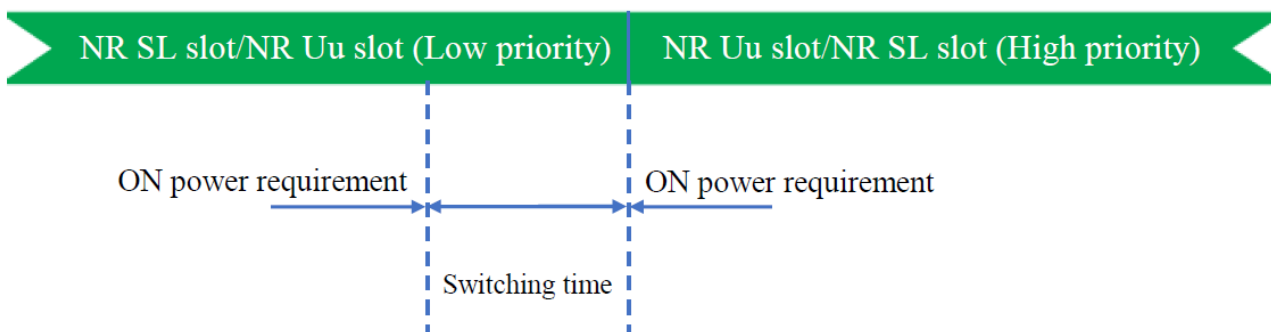 NR SL slot/NR Uu slot (Low priority)
NR Uu slot/NR SL slot (High priority)
ON power requirement
ON power requirement
Switching time